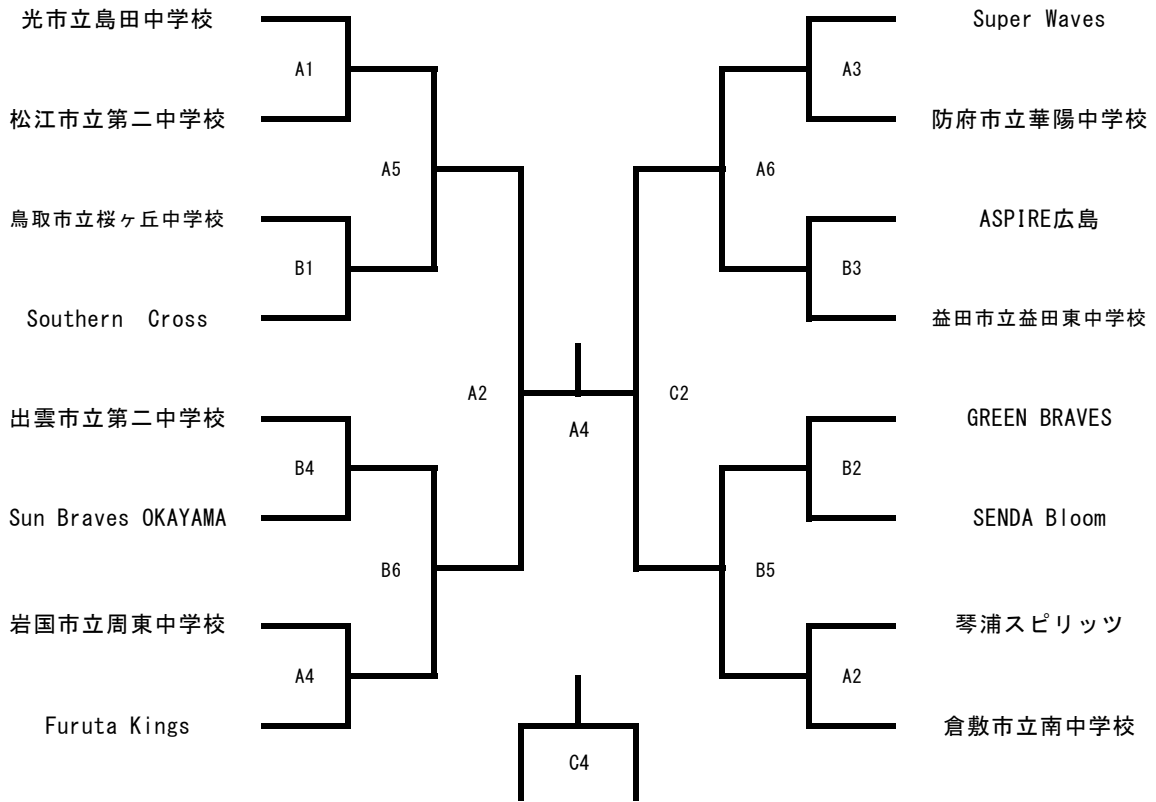 光市立島田中学校
A1
松江市立第二中学校
A5
鳥取市立桜ヶ丘中学校
B1
Southern Cross
A2
出雲市立第二中学校
B4
Sun Braves OKAYAMA
B6
岩国市立周東中学校
A4
Furuta Kings
A4
C4
Super Waves
A3
防府市立華陽中学校
A6
ASPIRE広島
B3
益田市立益田東中学校
C2
GREEN BRAVES
B2
SENDA Bloom
B5
琴浦スピリッツ
A2
倉敷市立南中学校